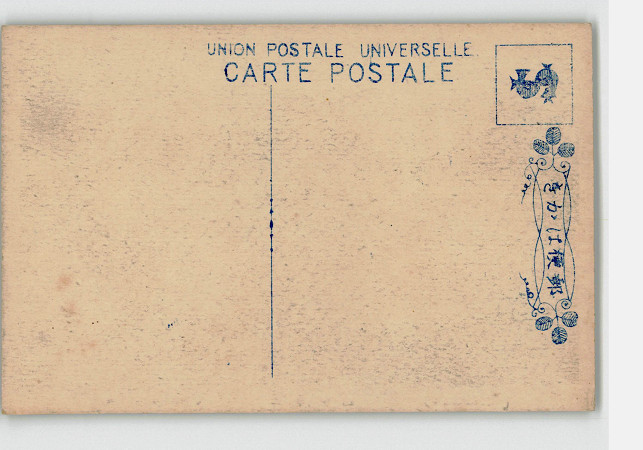 UNION POSTALE UNIVERSELLE.
CARTE POSTALE
きかは便郵